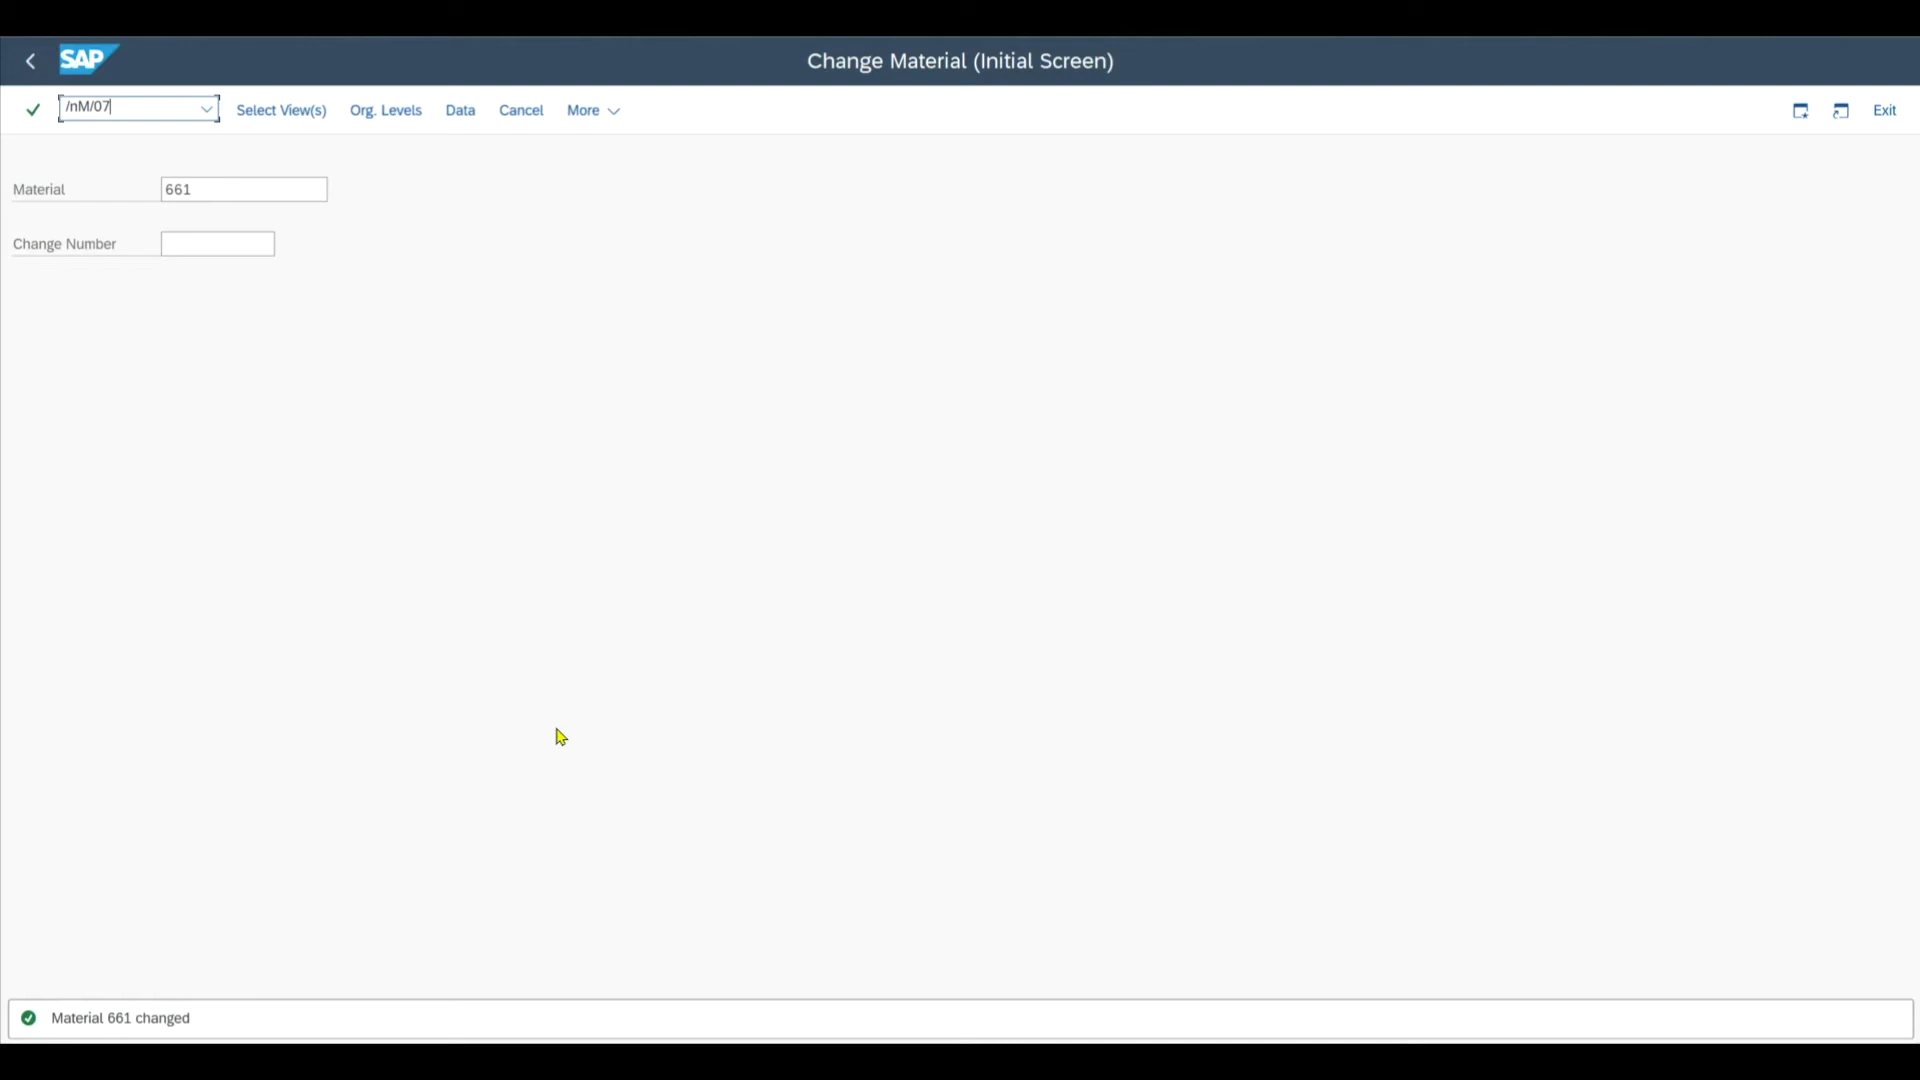 SAP
Change Material (Initial Screen)
/nM/07
Select View(s)
Org. Levels
Data
Cancel
More
Exit
Material
661
Change Number
Material 661 changed